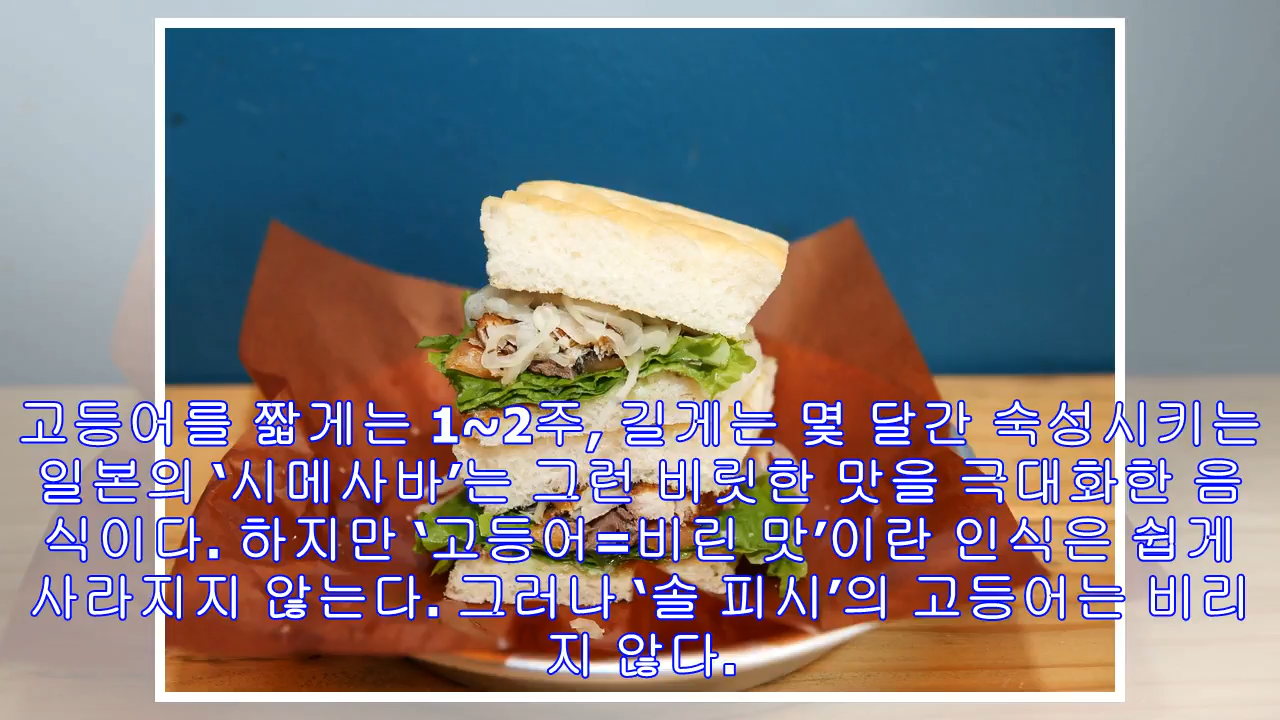 고등어를 짧게는 1~2주, 길게는 몇 달간 숙성시키는
일본의 ‘시메사바’는 그런 비릿한 맛을 극대화한 음
식이다. 하지만 ‘고등어=비린 맛’이란 인식은 쉽게
사라지지 않는다. 그러나 ‘솔 피시’의 고등어는 비리
지 않다.